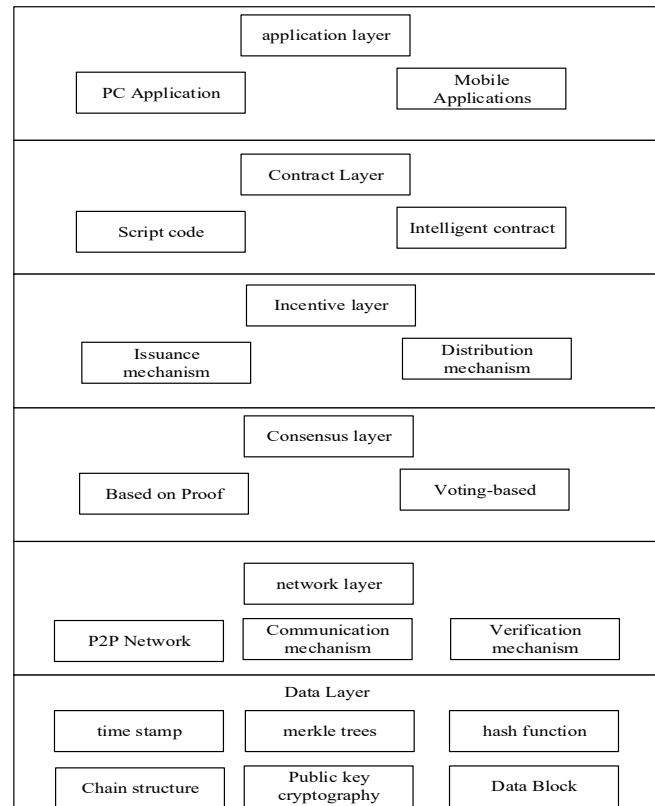 application layer
PC Application
Mobile
Applications
Contract Layer
Script code
Intelligent contract
Incentive layer
Issuance
mechanism
Distribution
mechanism
Consensus layer
Based on Proof
Voting-based
network layer
P2P Network
Communication
mechanism
Verification
mechanism
Data Layer
time stamp
merkle trees
hash function
Chain structure
Public key
cryptography
Data Block